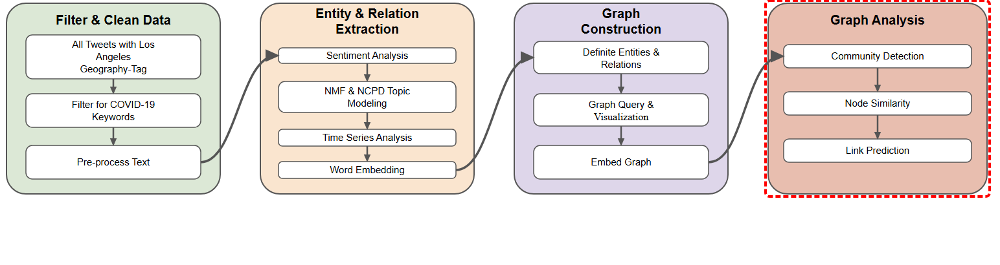 Filter & Clean Data
All Tweets with Los
Angeles
Geography-Tag
Filter for COVID-19
Keywords
Pre-process Text
Entity & Relation
Extraction
Sentiment Analysis
NMF & NCPD Topic
Modeling
Time Series Analysis
Word Embedding
Graph
Construction
Definite Entities &
Relations
Graph Query &
Visualization
Embed Graph
Graph Analysis
Community Detection
Node Similarity
Link Prediction